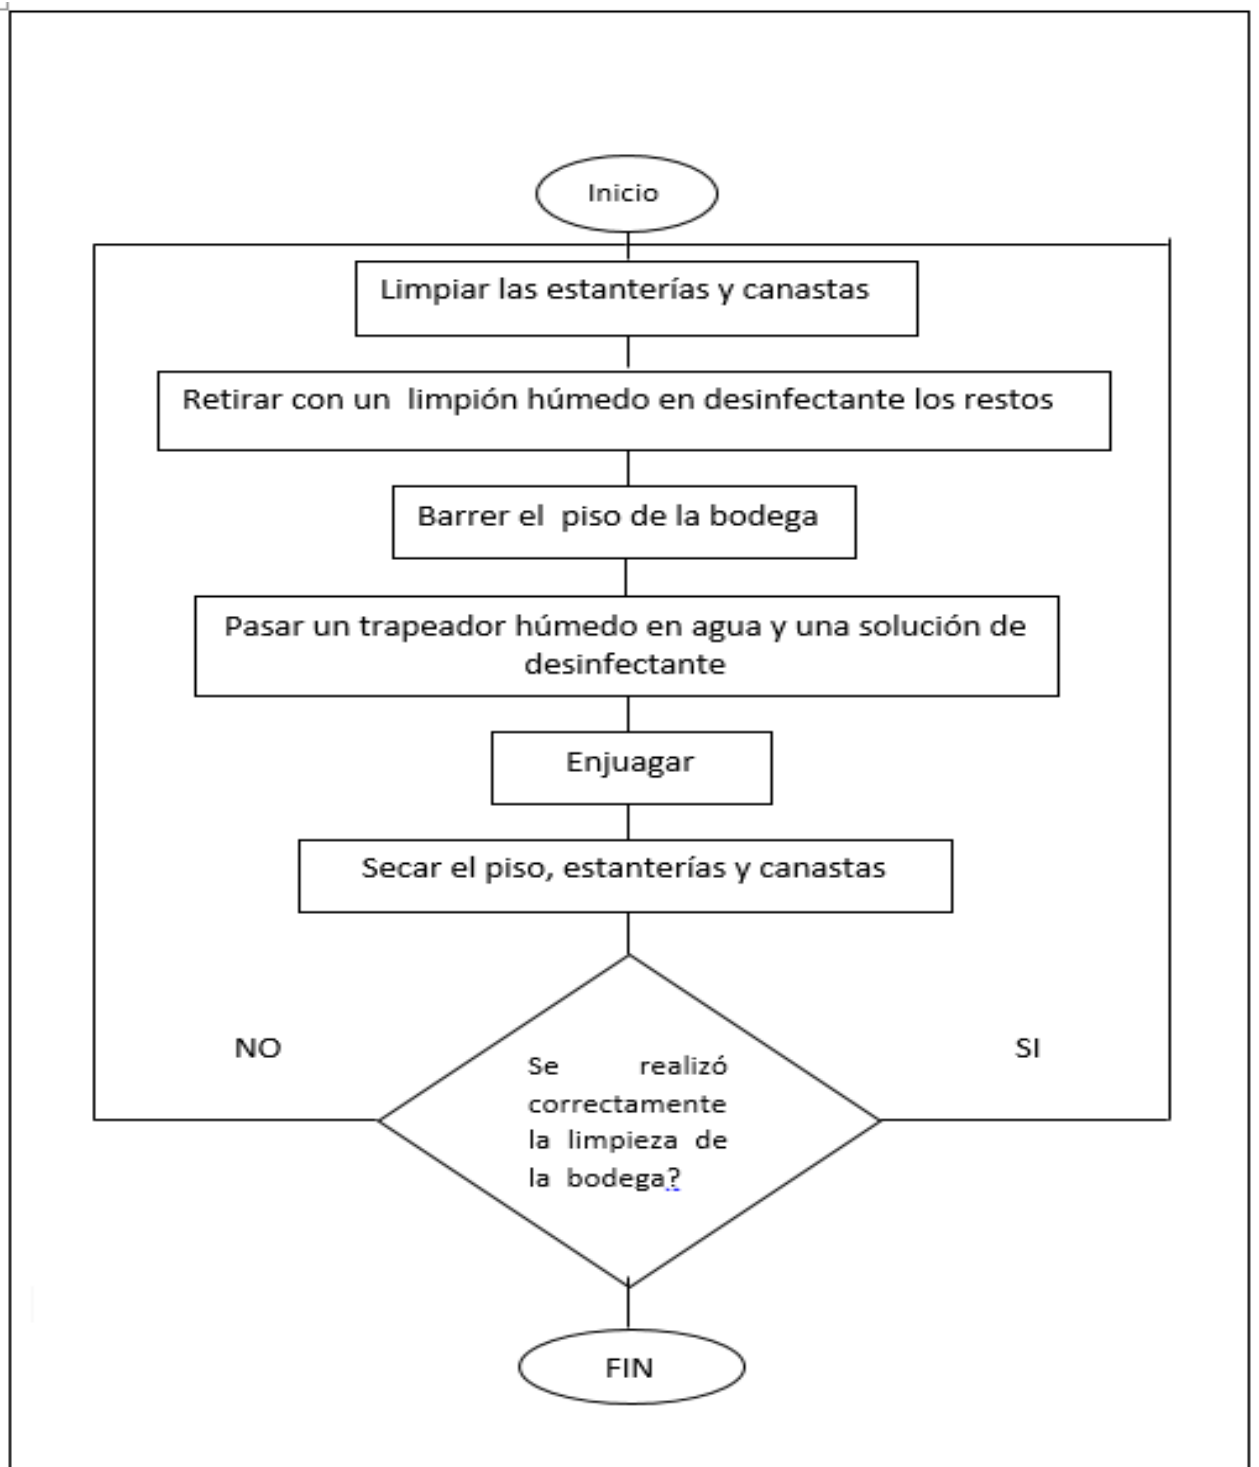 Inicio
Limpiar las estanterías y canastas
Retirar con un limpión húmedo en desinfectante los restos
Barrer el piso de la bodega
Pasar un trapeador húmedo en agua y una solución de
desinfectante
Enjuagar
Secar el piso, estanterías y canastas
NO
SI
Se realizó
correctamente
la limpieza de
la bodega?
FIN